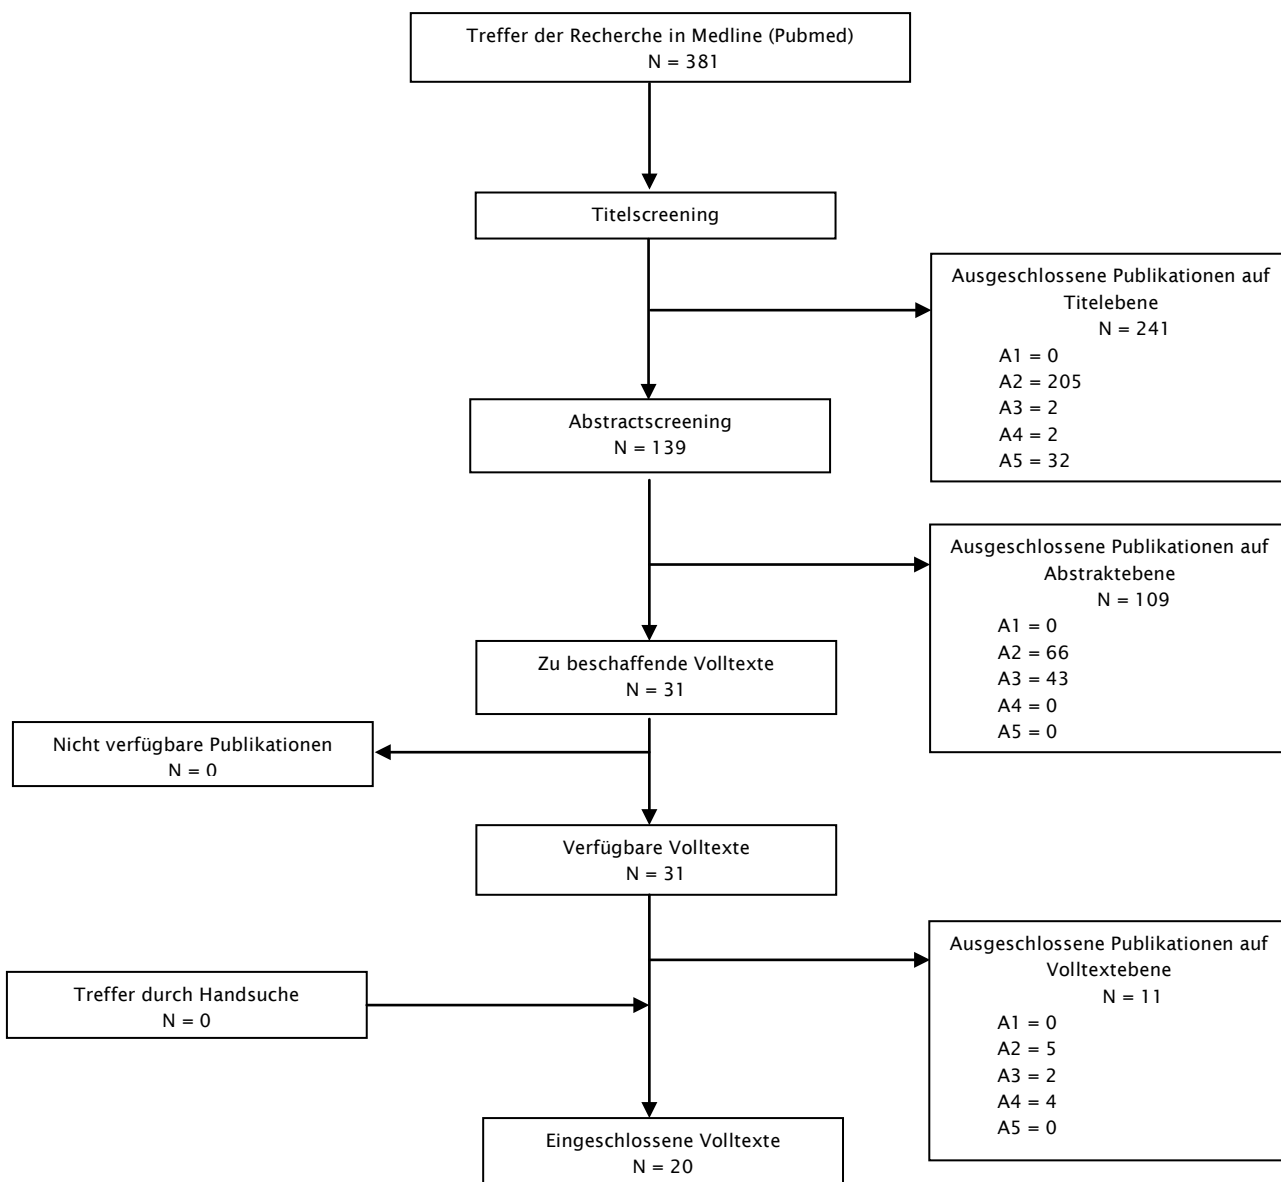 Treffer der Recherche in Medline (Pubmed)
N = 381
Titelscreening
Ausgeschlossene Publikationen auf
Titelebene
N = 241
A1 = 0
A2 = 205
A3 = 2
A4 = 2
A5 = 32
Abstractscreening
N = 139
Ausgeschlossene Publikationen auf
Abstraktebene
N = 109
A1 = 0
A2 = 66
A3 = 43
A4 = 0
A5 = 0
Zu beschaffende Volltexte
N = 31
Nicht verfügbare Publikationen
N = 0
Verfügbare Volltexte
N = 31
Ausgeschlossene Publikationen auf
Volltextebene
N = 11
A1 = 0
A2 = 5
A3 = 2
A4 = 4
A5 = 0
Treffer durch Handsuche
N = 0
Eingeschlossene Volltexte
N = 20